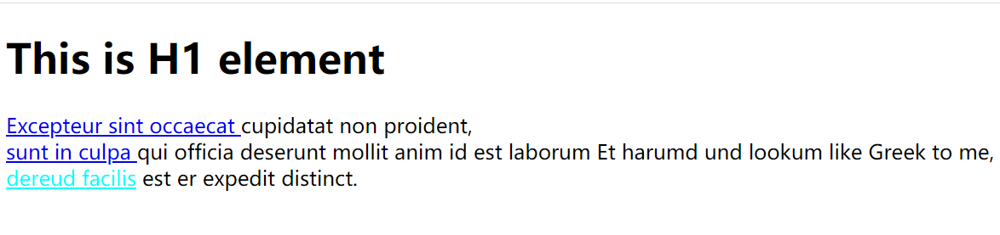 This is H1 element
Excepteur sint occaecat cupidatat non proident,
sunt in culpa qui officia deserunt mollit anim id est laborum Et harumd und lookum like Greek to me,
dereud facilis est er expedit distinct.